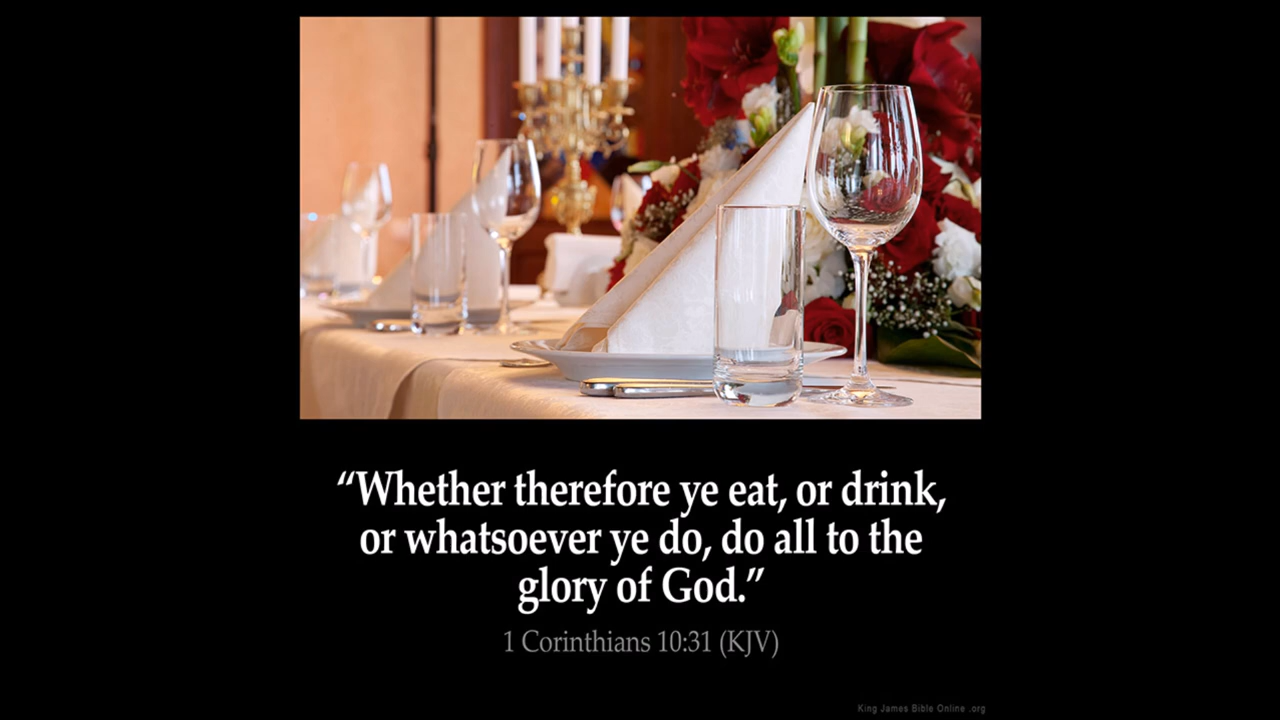 “Whether therefore ye eat, or drink,
or whatsoever ye do, do all to the
glory of God.”
1 Corinthians 10:31 (KJV)
King James Bible Online .org